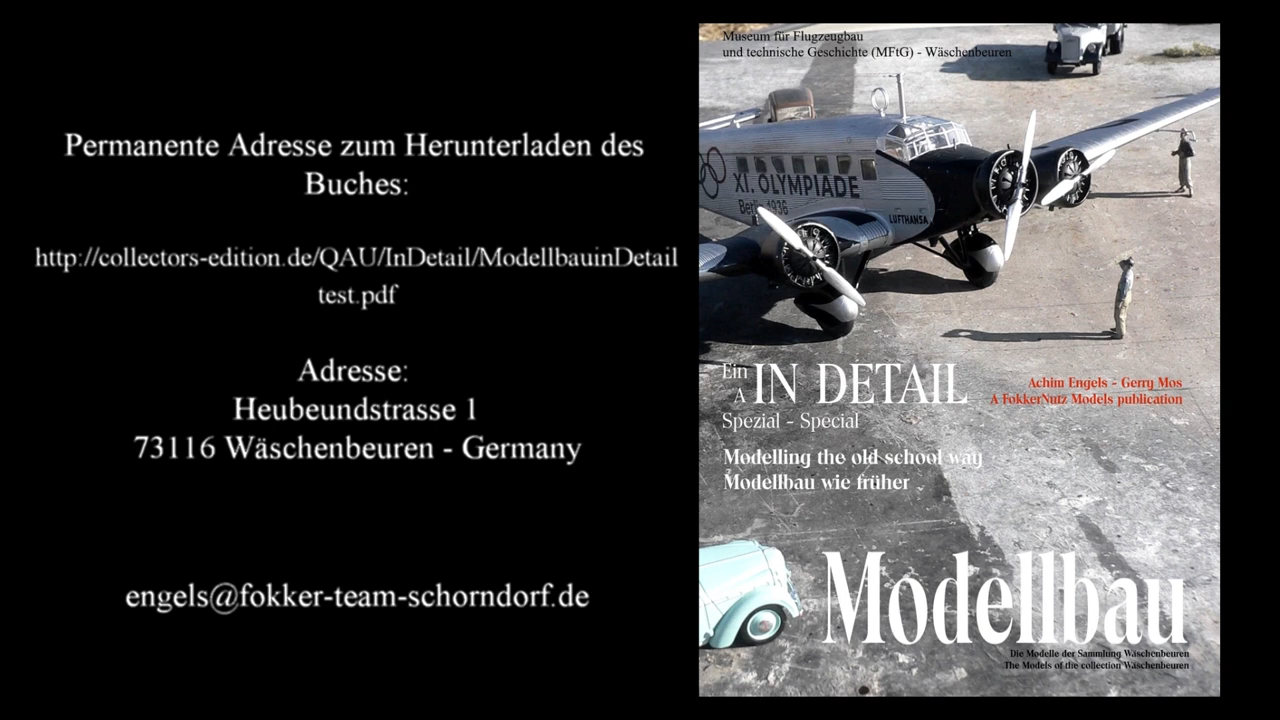 Permanente Adresse zum Herunterladen des
Buches:
http://collectors-edition.de/QAU/InDetail/ModellbauinDetail
test.pdf
Adresse:
Heubeundstrasse 1
73116 Wäschenbeuren - Germany
engels@fokker-team-schorndorf.de
Museum für Flugzeugbau
und technische Geschichte (MFtG) - Wäschenbeuren
XI. OLYMPIADE
Berlin 1936
LUFTHANSA
Ein
A IN DETAIL
Spezial - Special
Achim Engels - Gerry Mos
A FokkerNutz Models publication
Modelling the old school way
Modellbau wie früher
Modellbau
Die Modelle der Sammlung Wäschenbeuren
The Models of the collection Wäschenbeuren